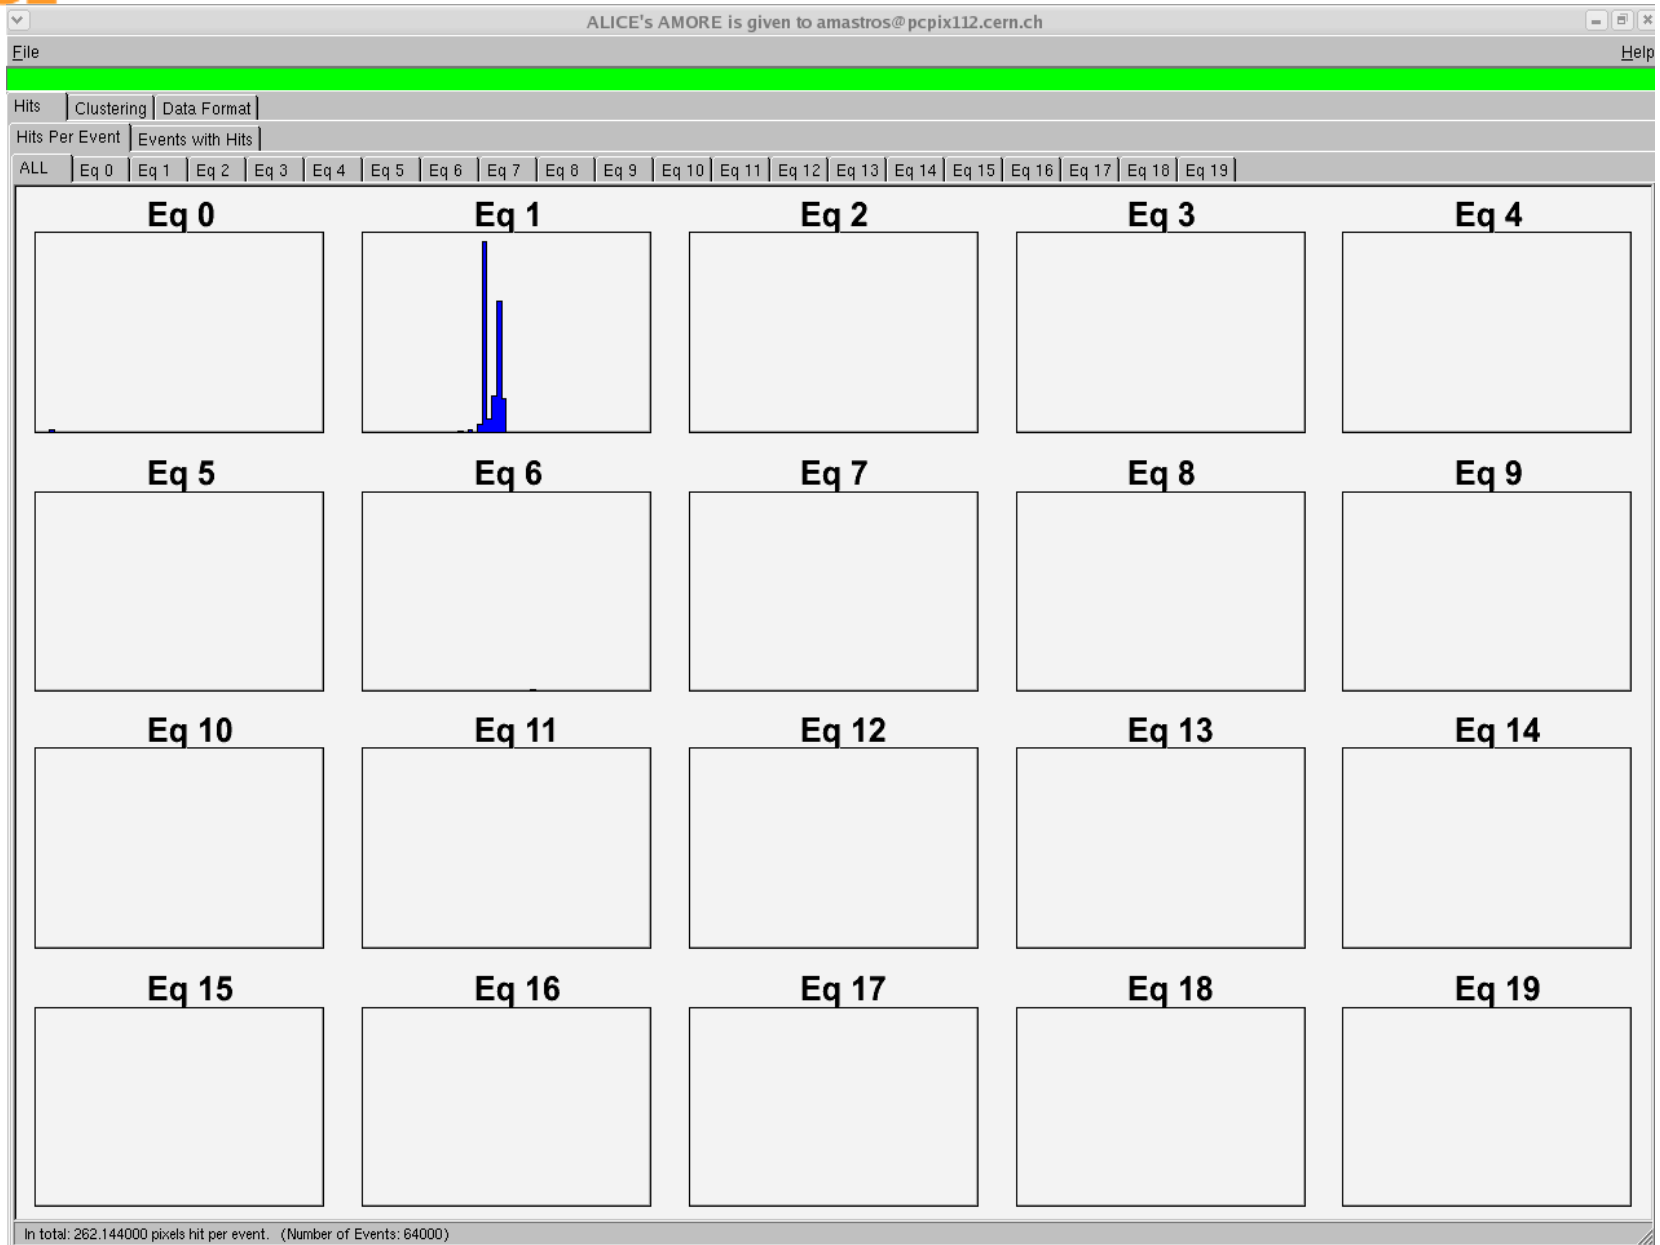 ALICE's AMORE is given to amastros@pcpix112.cern.ch
File Help
Hits Clustering Data Format
Hits Per Event Events with Hits
ALL Eq 0 Eq 1 Eq 2 Eq 3 Eq 4 Eq 5 Eq 6 Eq 7 Eq 8 Eq 9 Eq 10 Eq 11 Eq 12 Eq 13 Eq 14 Eq 15 Eq 16 Eq 17 Eq 18 Eq 19
Eq 0 Eq 1 Eq 2 Eq 3 Eq 4
Eq 5 Eq 6 Eq 7 Eq 8 Eq 9
Eq 10 Eq 11 Eq 12 Eq 13 Eq 14
Eq 15 Eq 16 Eq 17 Eq 18 Eq 19
In total: 262.144000 pixels hit per event. (Number of Events: 64000)